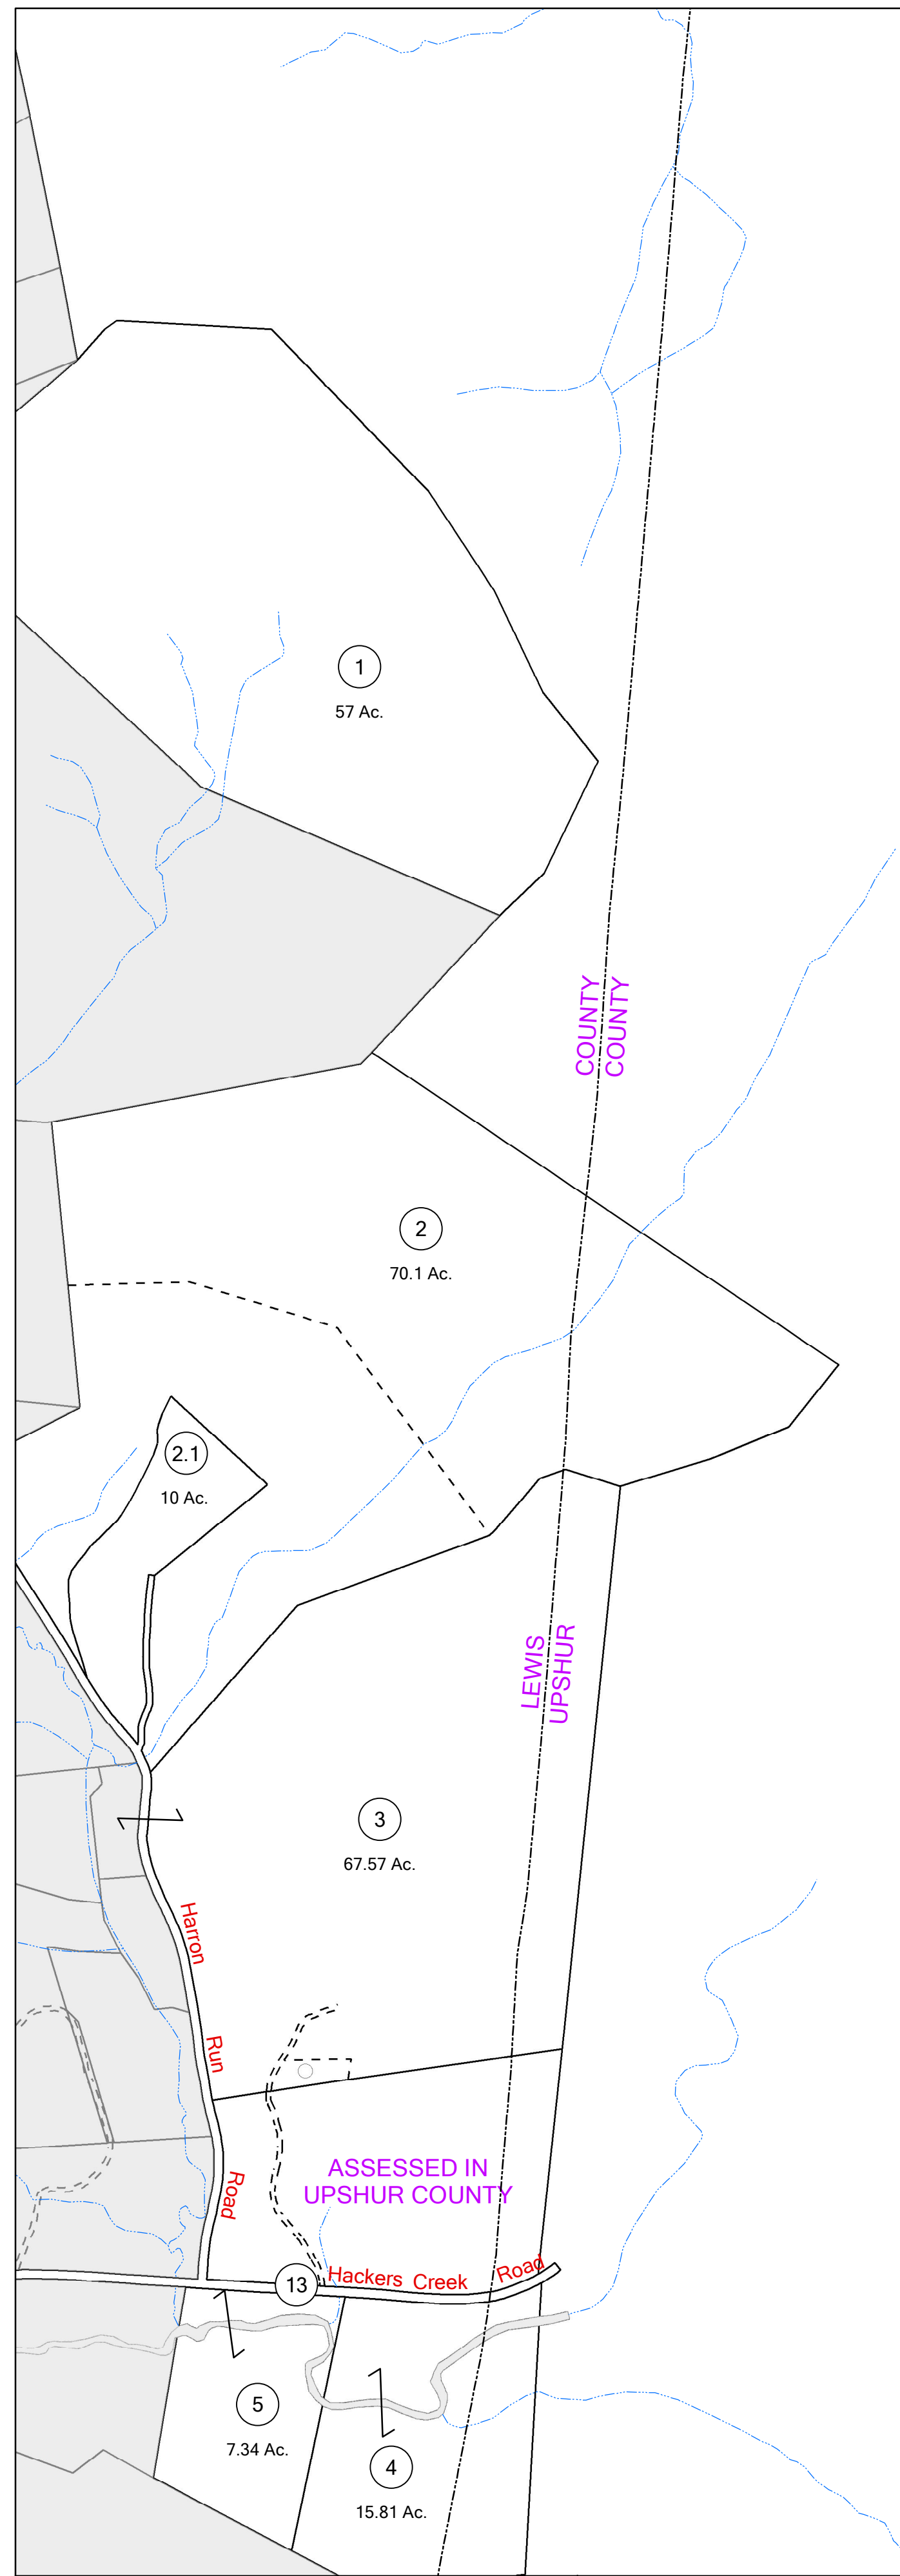 1
57 Ac.
COUNTY
COUNTY
2
70.1 Ac.
2.1
10 Ac.
LEWIS
UPSHUR
3
67.57 Ac.
Harron
Run
Road
ASSESSED IN
UPSHUR COUNTY
Hackers Creek Road
13
5
7.34 Ac.
4
15.81 Ac.